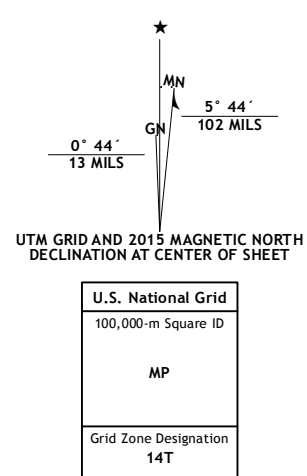 ★
MN
GN
5° 44´
102 MILS
0° 44´
13 MILS
UTM GRID AND 2015 MAGNETIC NORTH
DECLINATION AT CENTER OF SHEET
U.S. National Grid
100,000-m Square ID
MP
Grid Zone Designation
14T